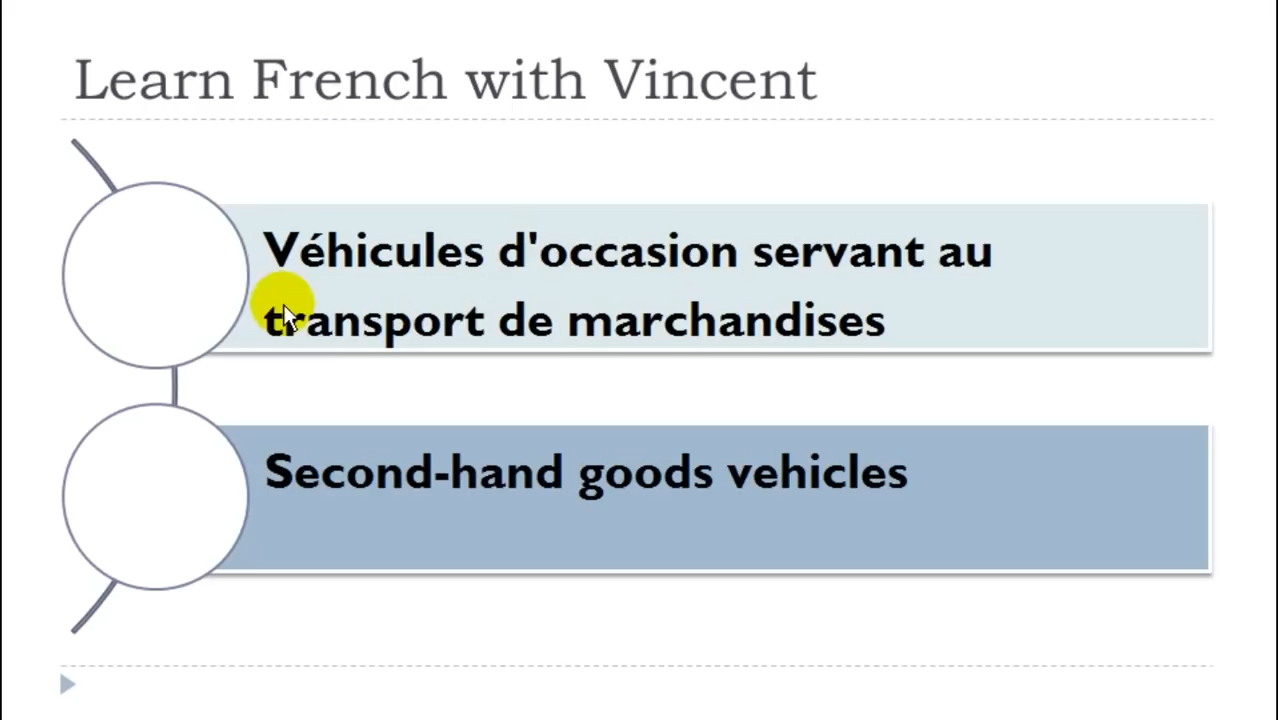 Learn French with Vincent
Véhicules d'occasion servant au
transport de marchandises
Second-hand goods vehicles